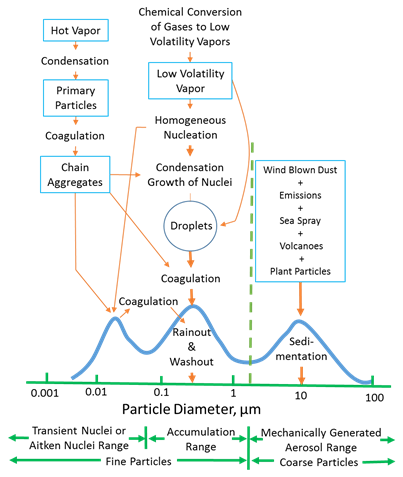 Chemical Conversion
of Gases to Low
Volatility Vapors
Hot Vapor
Condensation
Primary
Particles
Coagulation
Chain
Aggregates
Low Volatility
Vapor
Homogeneous
Nucleation
Condensation
Growth of Nuclei
Droplets
Coagulation
Wind Blown Dust
+
Emissions
+
Sea Spray
+
Volcanoes
+
Plant Particles
Coagulation
Rainout
&
Washout
Sedi-
mentation
0.001
0.01
0.1
1
10
100
Particle Diameter, µm
Transient Nuclei or
Aitken Nuclei Range
Accumulation
Range
Mechanically Generated
Aerosol Range
Fine Particles
Coarse Particles